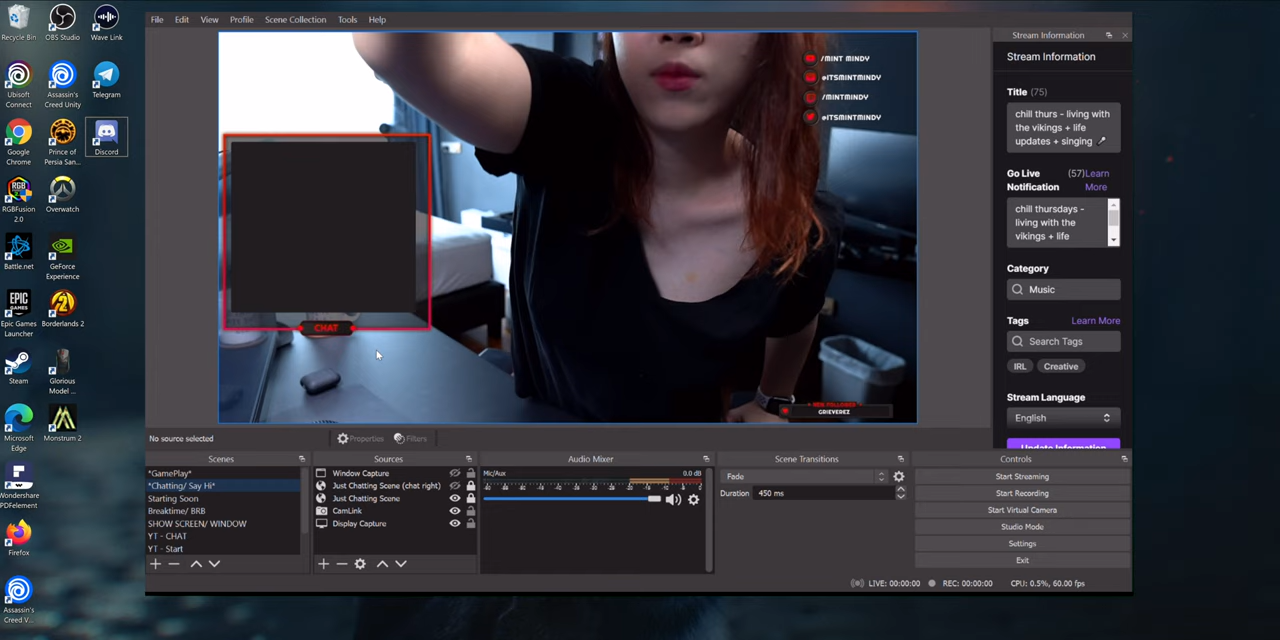 Recycle Bin
OBS Studio
Wave Link
Ubisoft Connect
Assassin's Creed Unity
Telegram
Google Chrome
Prince of Persia San...
Discord
RGBFusion 2.0
Overwatch
Battle.net
GeForce Experience
Epic Games Launcher
Borderlands 2
Steam
Glorious Model ...
Microsoft Edge
Monstrum 2
Wondershare PDFelement
Firefox
Assassin's Creed V...
File Edit View Profile Scene Collection Tools Help
/MINT MINDY
@ITSMINTMINDY
/MINTMINDY
@ITSMINTMINDY
CHAT
NEW FOLLOWER
GRIEVEREZ
Stream Information
Stream Information
Title (75)
chill thurs - living with
the vikings + life
updates + singing
Go Live Notification (57) Learn More
chill thursdays -
living with the
vikings + life
Category
Music
Tags Learn More
Search Tags
IRL Creative
Stream Language
English
Update Information
No source selected Properties Filters
Scenes
*GamePlay*
*Chatting/ Say Hi*
Starting Soon
Breaktime/ BRB
SHOW SCREEN/ WINDOW
YT - CHAT
YT - Start
Sources
Window Capture
Just Chatting Scene (chat right)
Just Chatting Scene
CamLink
Display Capture
Audio Mixer
Mic/Aux 0.0 dB
Scene Transitions
Fade
Duration 450 ms
Controls
Start Streaming
Start Recording
Start Virtual Camera
Studio Mode
Settings
Exit
LIVE: 00:00:00 REC: 00:00:00 CPU: 0.5%, 60.00 fps